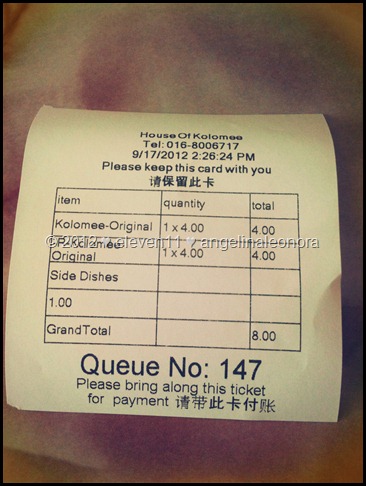 House Of Kolomee
Tel: 016-8006717
9/17/2012 2:26:24 PM
Please keep this card with you
请保留此卡
item quantity total
Kolomee-Original 1 x 4.00 4.00
©2012 eleven11 angelinaleonora
Original 1 x 4.00 4.00
Side Dishes
1.00
GrandTotal 8.00
Queue No: 147
Please bring along this ticket
for payment 请带此卡付账